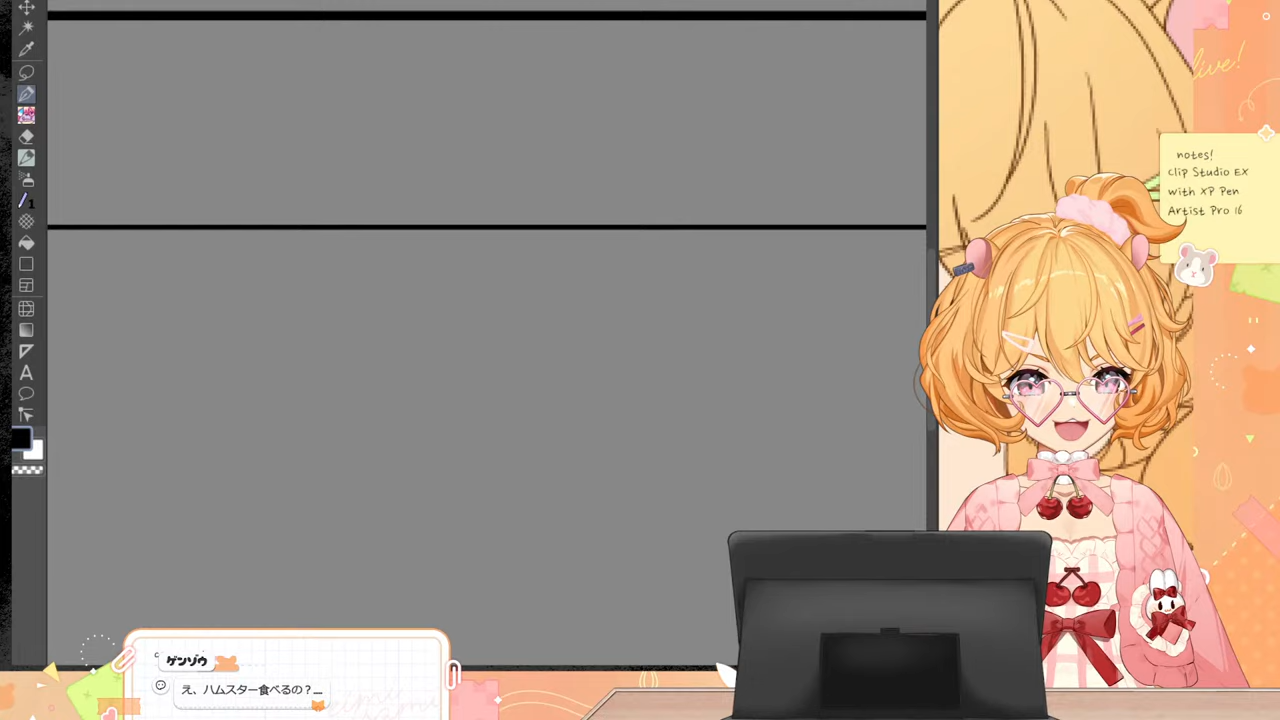 live!
notes!
Clip Studio EX
with XP Pen
Artist Pro 16
ゲンゾウ
え、ハムスター食べるの？